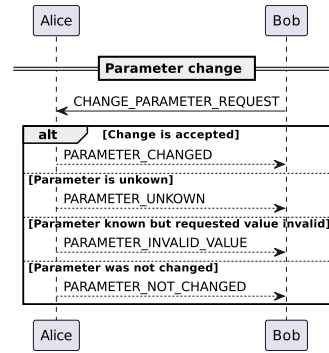 Alice Bob
Parameter change
CHANGE_PARAMETER_REQUEST
alt [Change is accepted]
PARAMETER_CHANGED
[Parameter is unkown]
PARAMETER_UNKOWN
[Parameter known but requested value invalid]
PARAMETER_INVALID_VALUE
[Parameter was not changed]
PARAMETER_NOT_CHANGED
Alice Bob